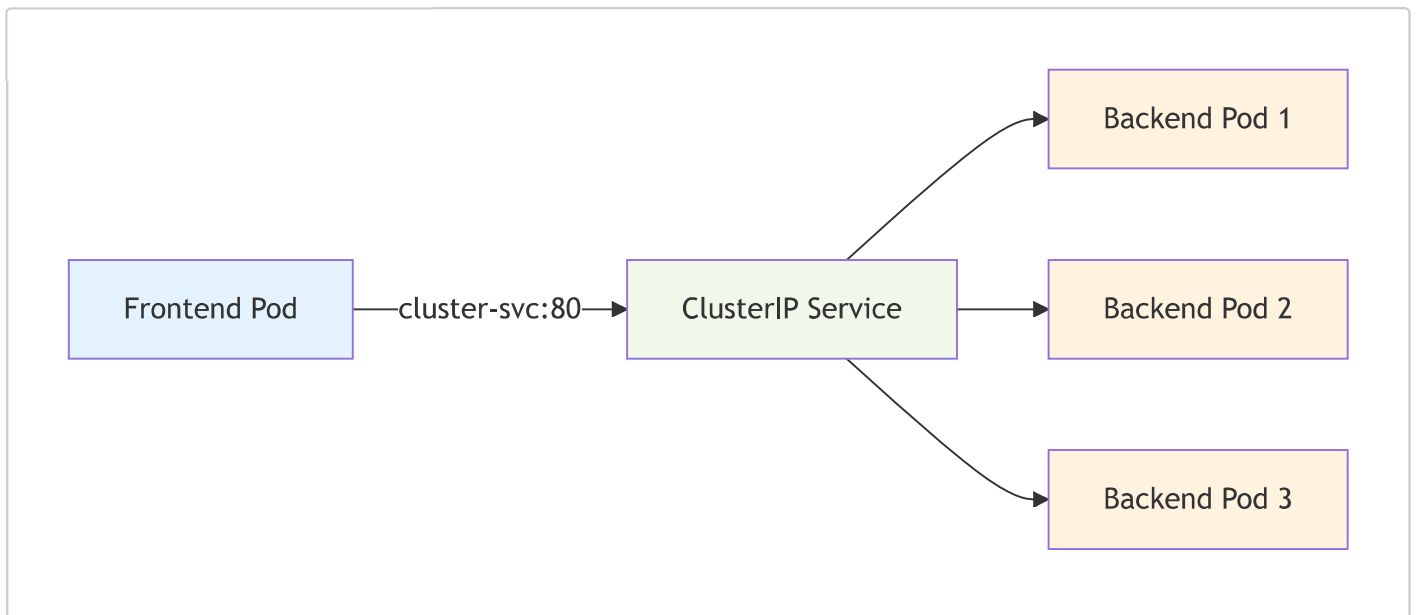 Backend Pod 1
Frontend Pod
cluster-svc:80
ClusterIP Service
Backend Pod 2
Backend Pod 3